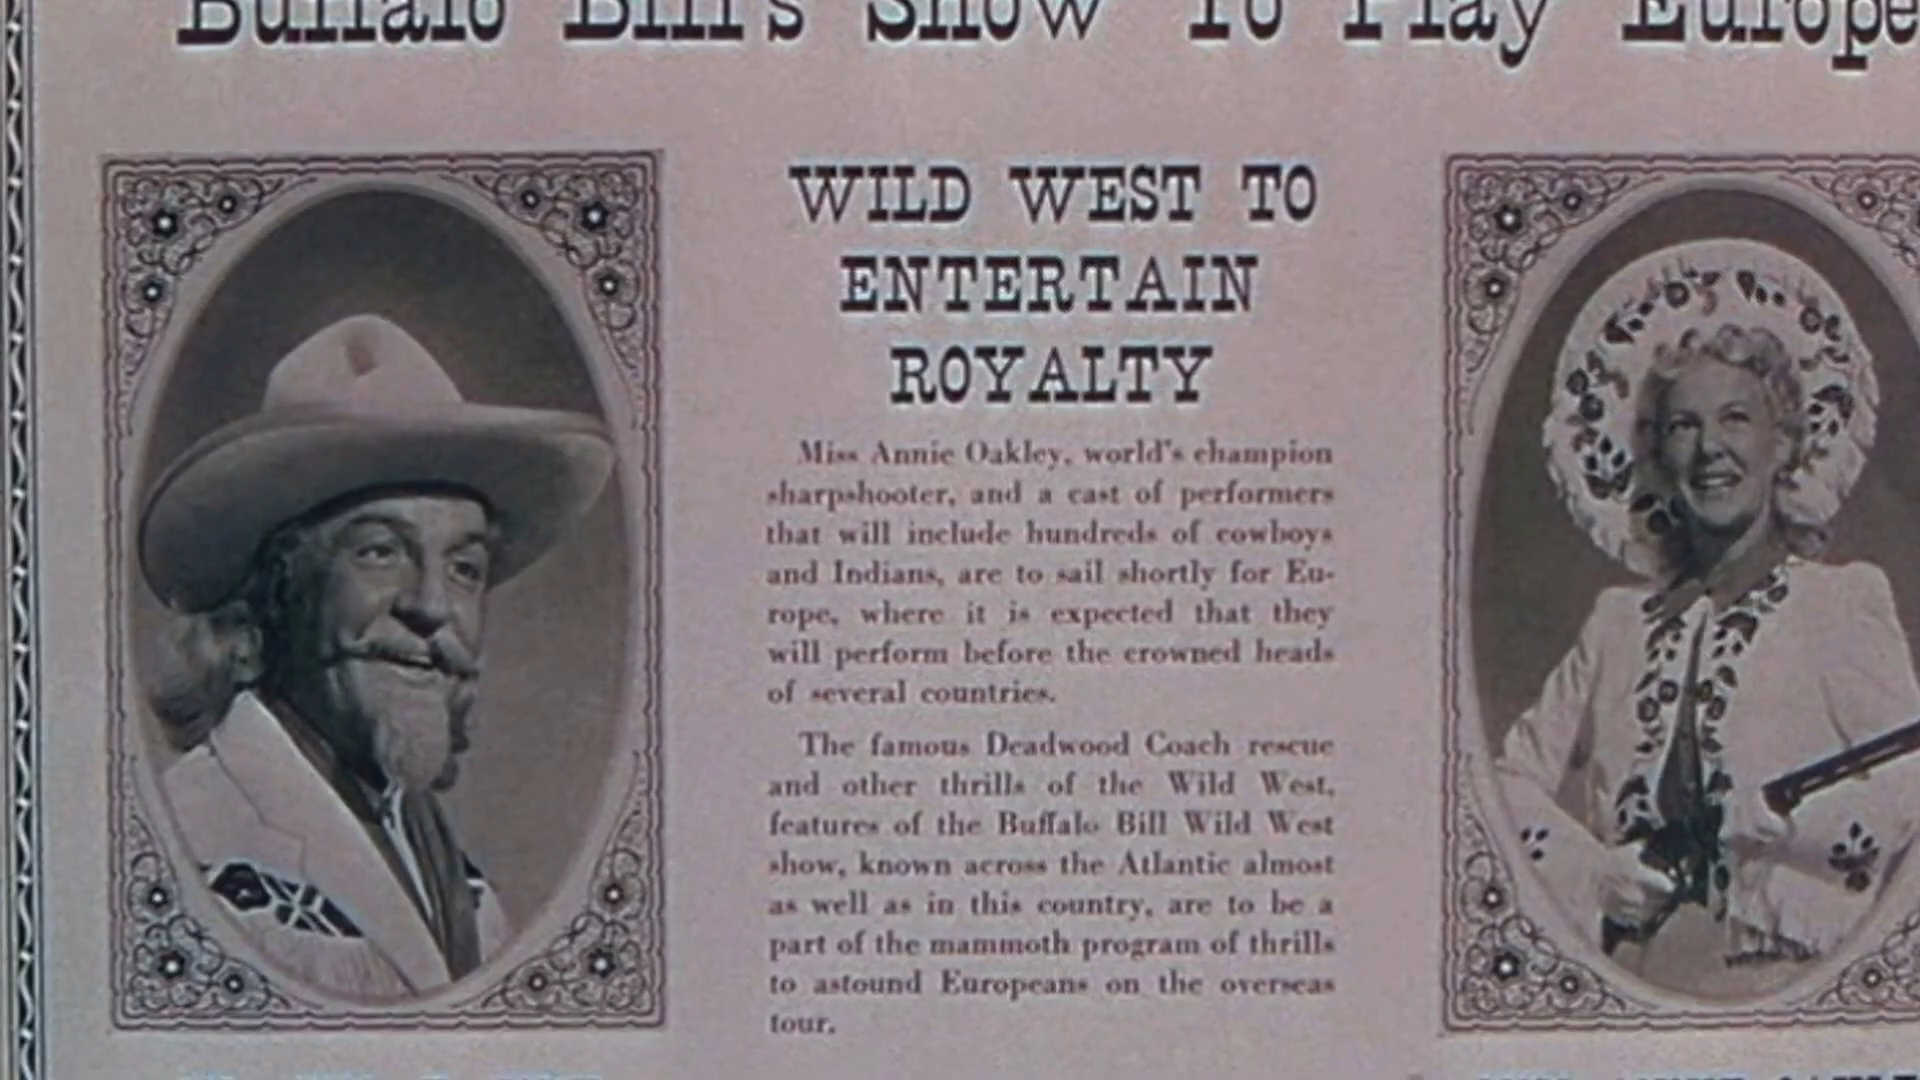 Buffalo Bill's Show To Play Europe
WILD WEST TO
ENTERTAIN
ROYALTY
Miss Annie Oakley, world's champion
sharpshooter, and a cast of performers
that will include hundreds of cowboys
and Indians, are to sail shortly for Eu-
rope, where it is expected that they
will perform before the crowned heads
of several countries.
The famous Deadwood Coach rescue
and other thrills of the Wild West,
features of the Buffalo Bill Wild West
show, known across the Atlantic almost
as well as in this country, are to be a
part of the mammoth program of thrills
to astound Europeans on the overseas
tour.